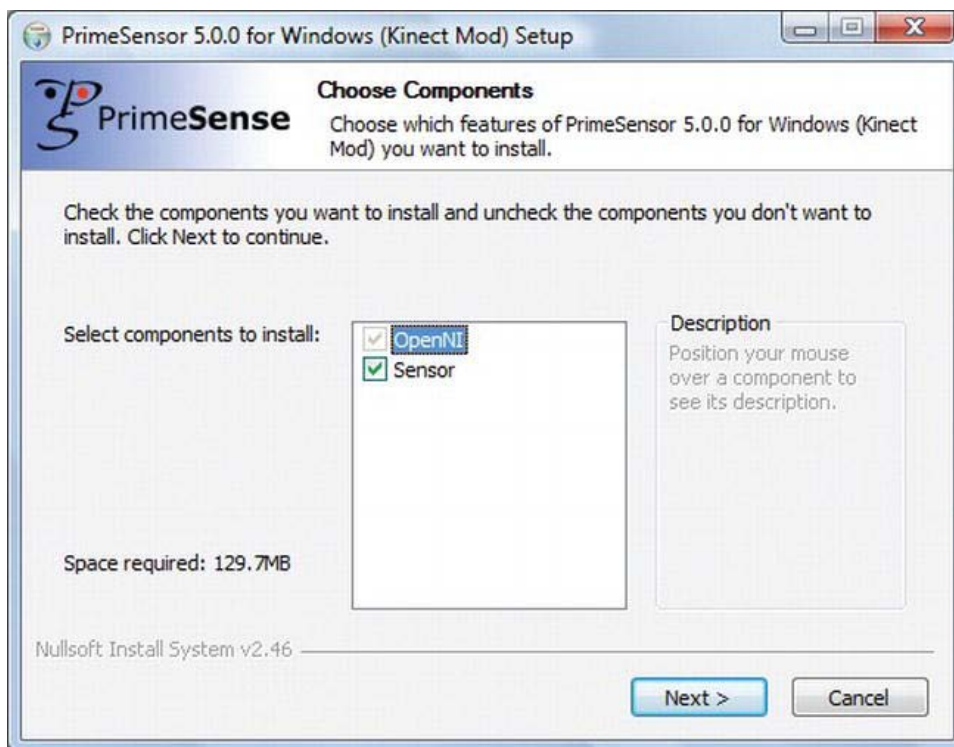 PrimeSensor 5.0.0 for Windows (Kinect Mod) Setup
PrimeSense
Choose Components
Choose which features of PrimeSensor 5.0.0 for Windows (Kinect
Mod) you want to install.
Check the components you want to install and uncheck the components you don't want to
install. Click Next to continue.
Select components to install:
OpenNI
Sensor
Description
Position your mouse
over a component to
see its description.
Space required: 129.7MB
Nullsoft Install System v2.46
Next >
Cancel